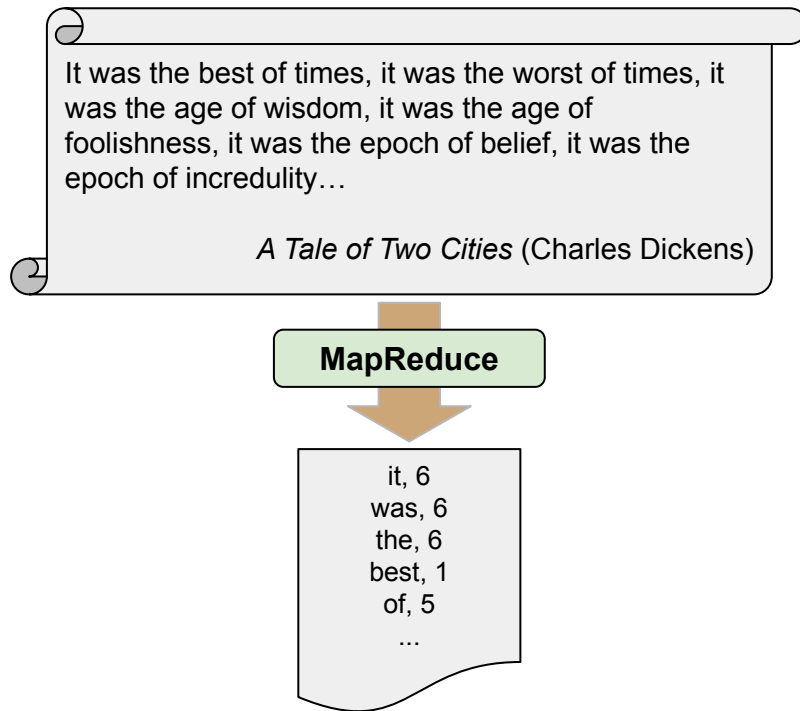 It was the best of times, it was the worst of times, it
was the age of wisdom, it was the age of
foolishness, it was the epoch of belief, it was the
epoch of incredulity…
A Tale of Two Cities (Charles Dickens)
MapReduce
it, 6
was, 6
the, 6
best, 1
of, 5
...